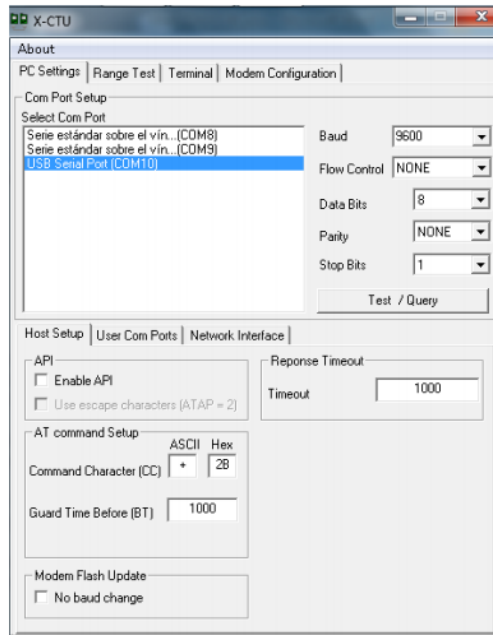 X-CTU
About
PC Settings Range Test Terminal Modem Configuration
Com Port Setup
Select Com Port
Serie estándar sobre el vín...(COM8)
Serie estándar sobre el vín...(COM9)
USB Serial Port (COM10)
Baud 9600
Flow Control NONE
Data Bits 8
Parity NONE
Stop Bits 1
Test / Query
Host Setup User Com Ports Network Interface
API
Enable API
Use escape characters (ATAP = 2)
Reponse Timeout
Timeout 1000
AT command Setup
ASCII Hex
Command Character (CC) + 2B
Guard Time Before (BT) 1000
Modem Flash Update
No baud change